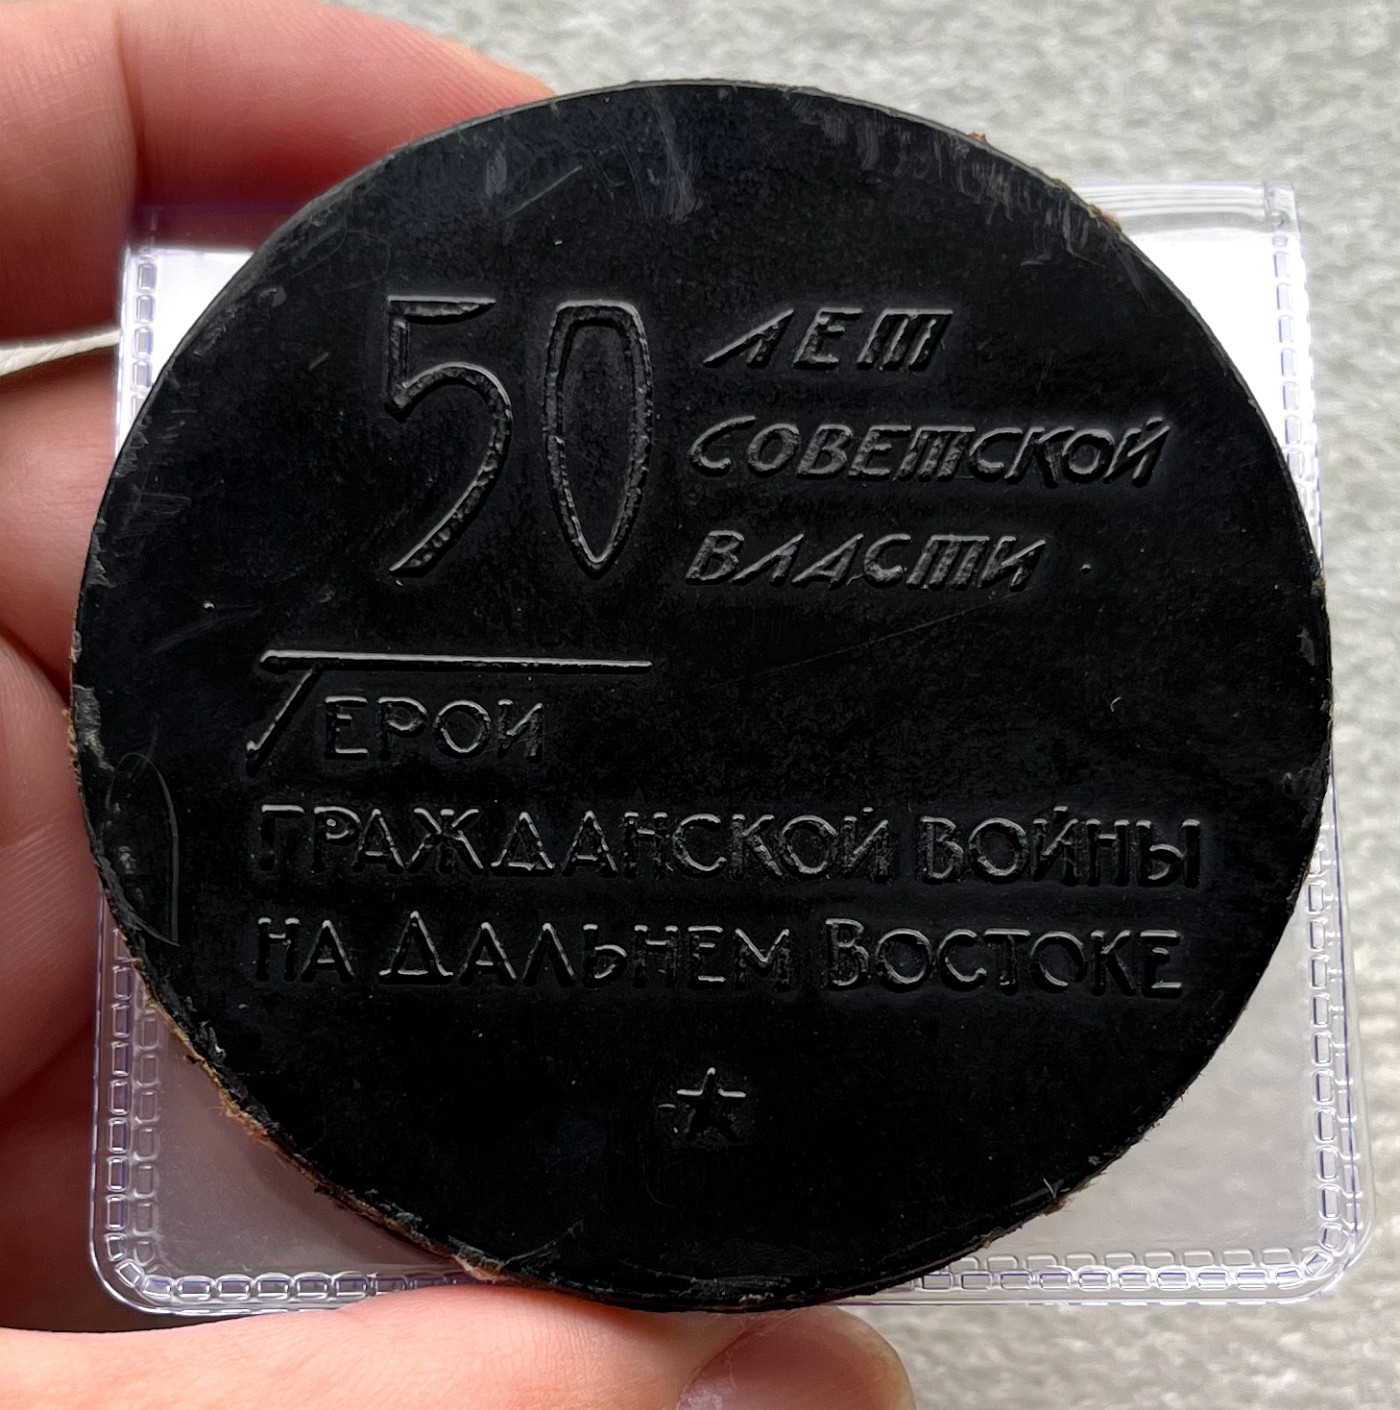 50 ЛЕТ
СОВЕТСКОЙ
ВЛАСТИ
ГЕРОИ
ГРАЖДАНСКОЙ ВОЙНЫ
НА ДАЛЬНЕМ ВОСТОКЕ